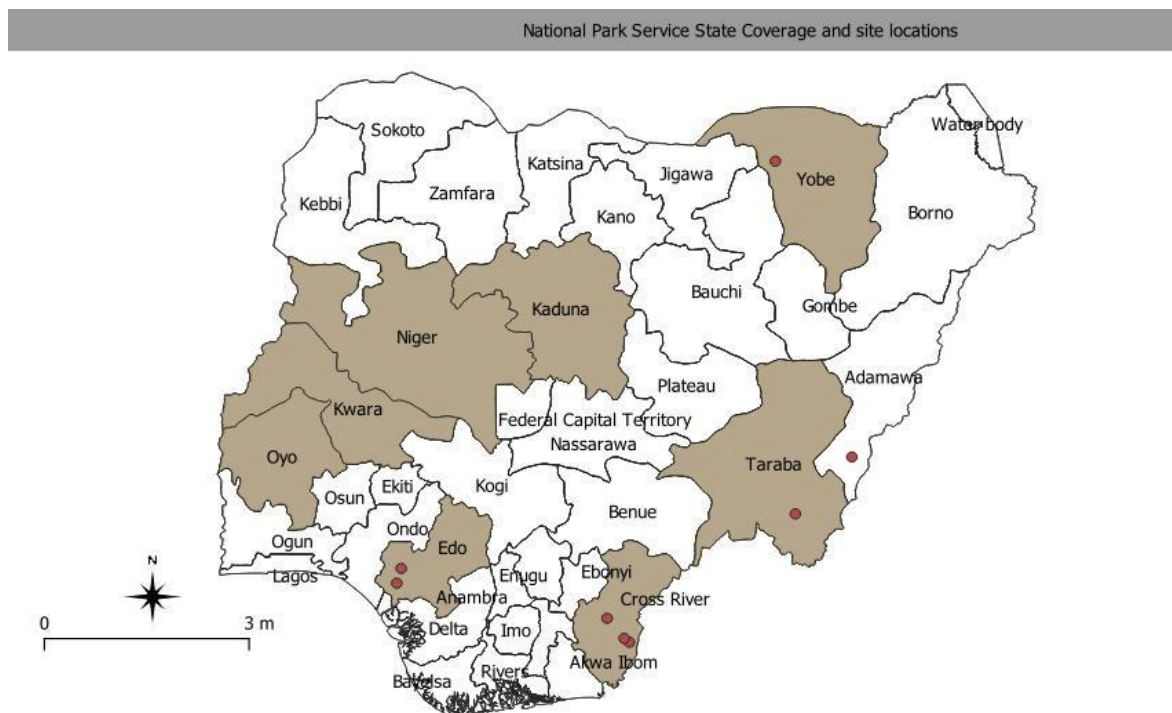 National Park Service State Coverage and site locations
Water body
Sokoto
Katsina
Jigawa
Yobe
Zamfara
Kebbi
Kano
Borno
Bauchi
Gombe
Kaduna
Niger
Adamawa
Plateau
Kwara
Federal Capital Territory
Nassarawa
Oyo
Taraba
Kogi
Osun
Ekiti
Benue
Ondo
Ogun
Edo
Lagos
Enugu
Ebonyi
Anambra
Cross River
Delta
Imo
Akwa Ibom
Rivers
Bayelsa
N
0 3 m